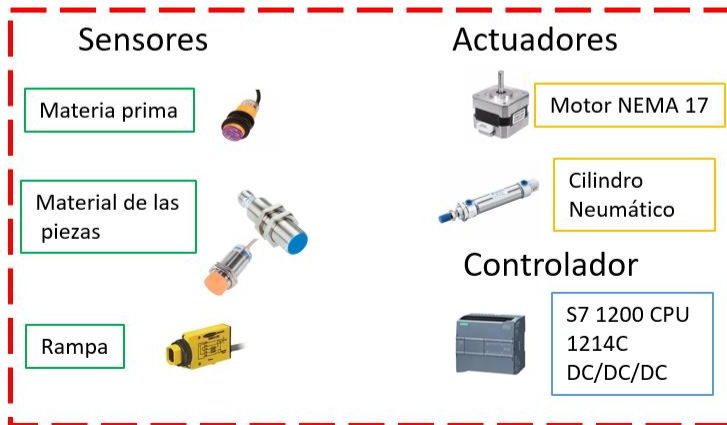 Sensores
Materia prima
Material de las
piezas
Rampa
Actuadores
Motor NEMA 17
Cilindro
Neumático
Controlador
S7 1200 CPU
1214C
DC/DC/DC